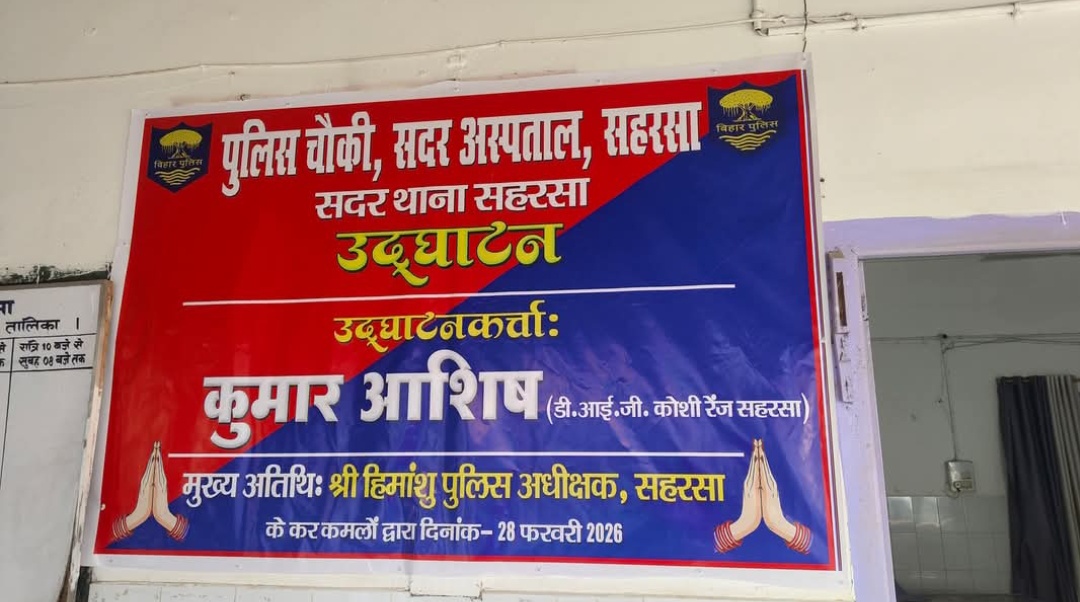 बिहार पुलिस
बिहार पुलिस
पुलिस चौकी, सदर अस्पताल, सहरसा
सदर थाना सहरसा
उद्घाटन
उद्घाटनकर्ता:
कुमार आशिष (डी.आई.जी. कोशी रेंज सहरसा)
मुख्य अतिथि: श्री हिमांशु पुलिस अधीक्षक, सहरसा
के कर कमलों द्वारा दिनांक– 28 फरवरी 2026
तालिका ।
रात्रि 10 बजे से
सुबह 08 बजे तक